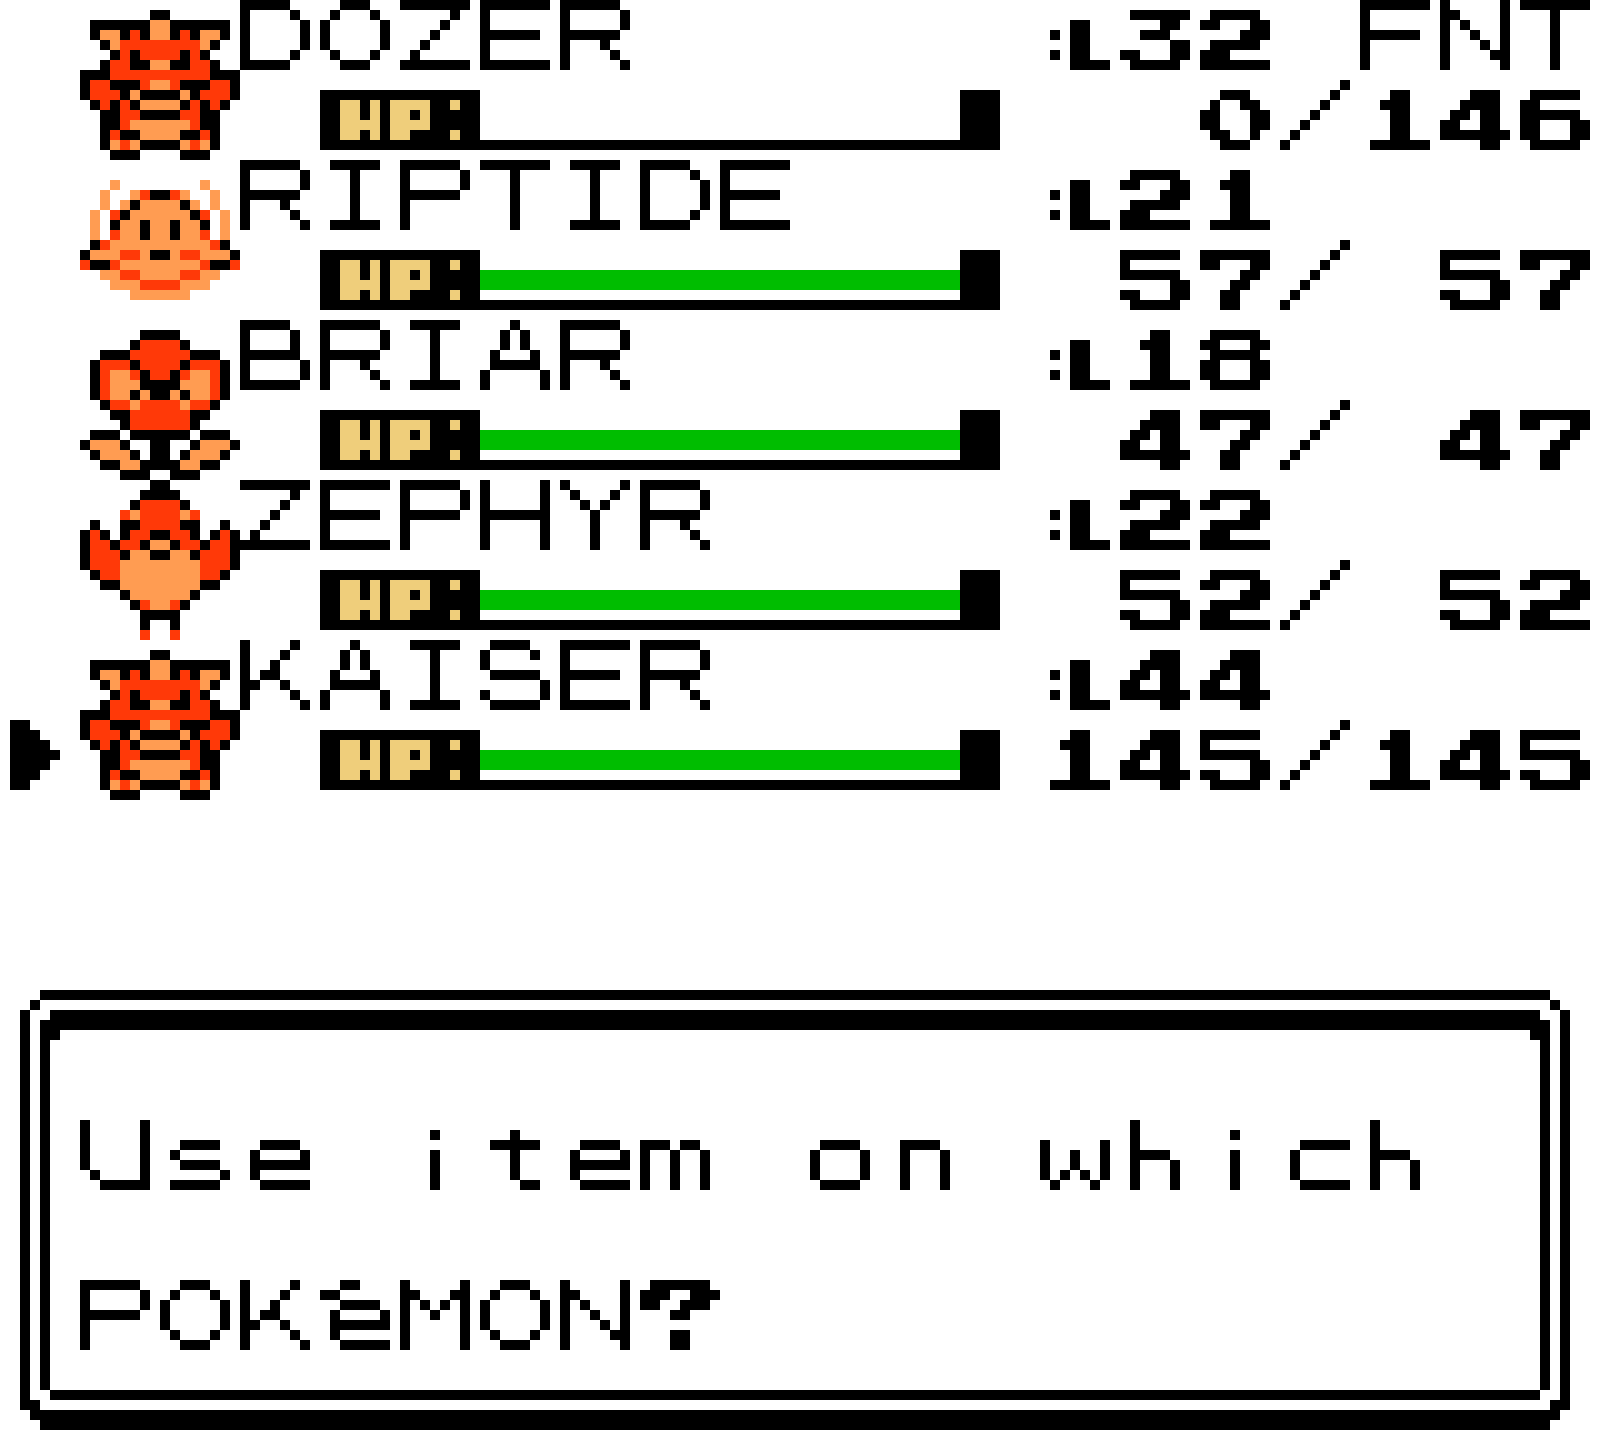 DOZER :L32 FNT
HP: 0/146
RIPTIDE :L21
HP: 57/ 57
BRIAR :L18
HP: 47/ 47
ZEPHYR :L22
HP: 52/ 52
KAISER :L44
HP: 145/145
Use item on which
POKéMON?